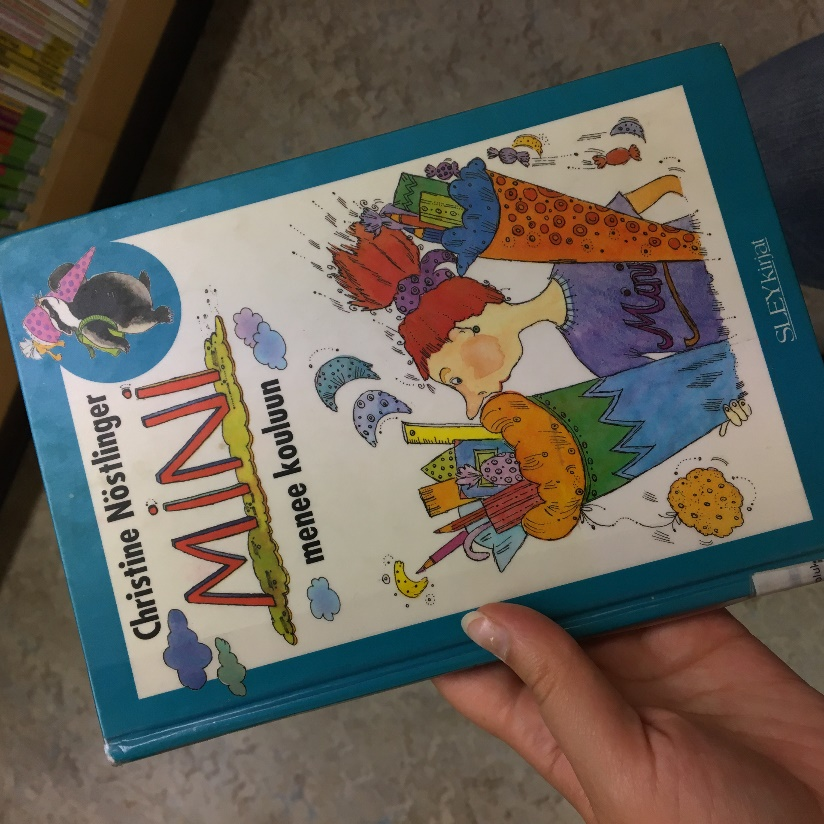 Christine Nöstlinger
MiNi
menee kouluun
Mini
SLEY Kirjat